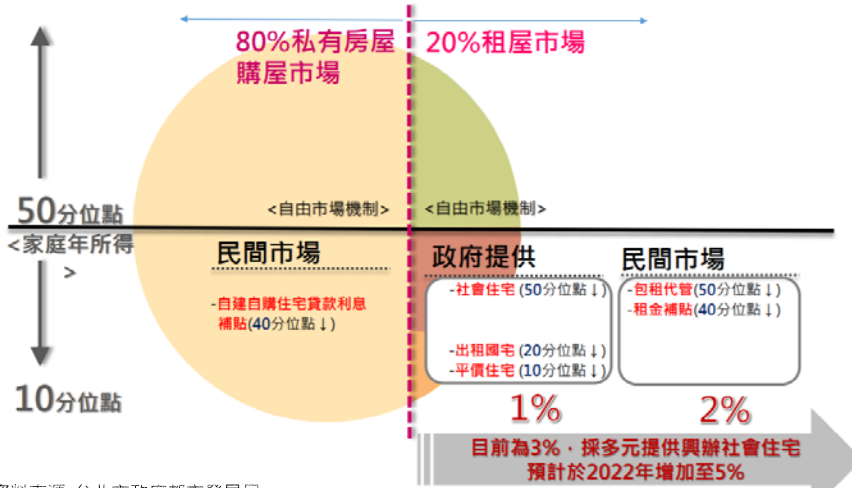 80%私有房屋
購屋市場
20%租屋市場
50分位點
<家庭年所得
>
10分位點
<自由市場機制>
<自由市場機制>
民間市場
-自建自購住宅貸款利息
補貼(40分位點↓)
政府提供
-社會住宅 (50分位點↓)
-出租國宅 (20分位點↓)
-平價住宅 (10分位點↓)
1%
民間市場
-包租代管(50分位點↓)
-租金補貼(40分位點↓)
2%
目前為3%，採多元提供興辦社會住宅
預計於2022年增加至5%